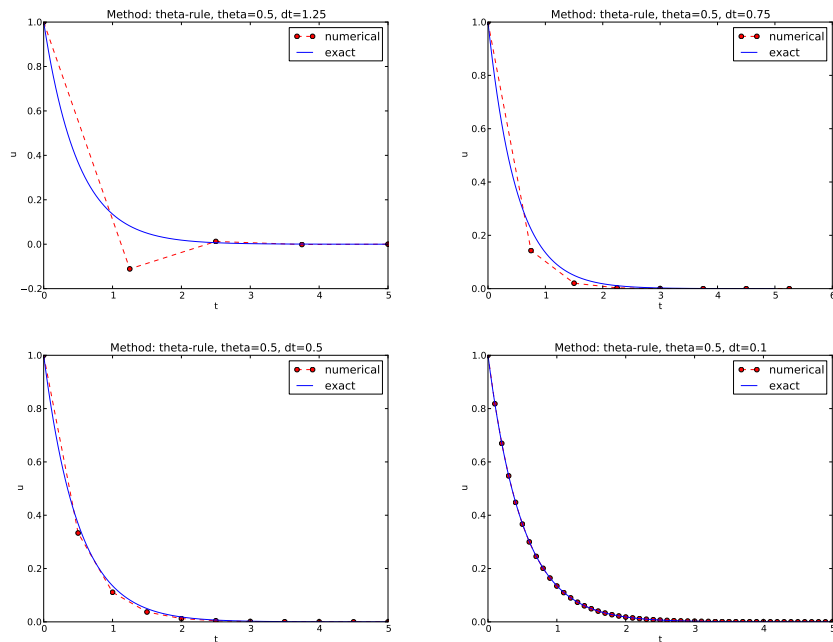 Method: theta-rule, theta=0.5, dt=1.25
numerical
exact
1.0
0.8
0.6
0.4
0.2
0.0
−0.2
u
0 1 2 3 4 5
t
Method: theta-rule, theta=0.5, dt=0.75
numerical
exact
1.0
0.8
0.6
0.4
0.2
0.0
u
0 1 2 3 4 5 6
t
Method: theta-rule, theta=0.5, dt=0.5
numerical
exact
1.0
0.8
0.6
0.4
0.2
0.0
u
0 1 2 3 4 5
t
Method: theta-rule, theta=0.5, dt=0.1
numerical
exact
1.0
0.8
0.6
0.4
0.2
0.0
u
0 1 2 3 4 5
t